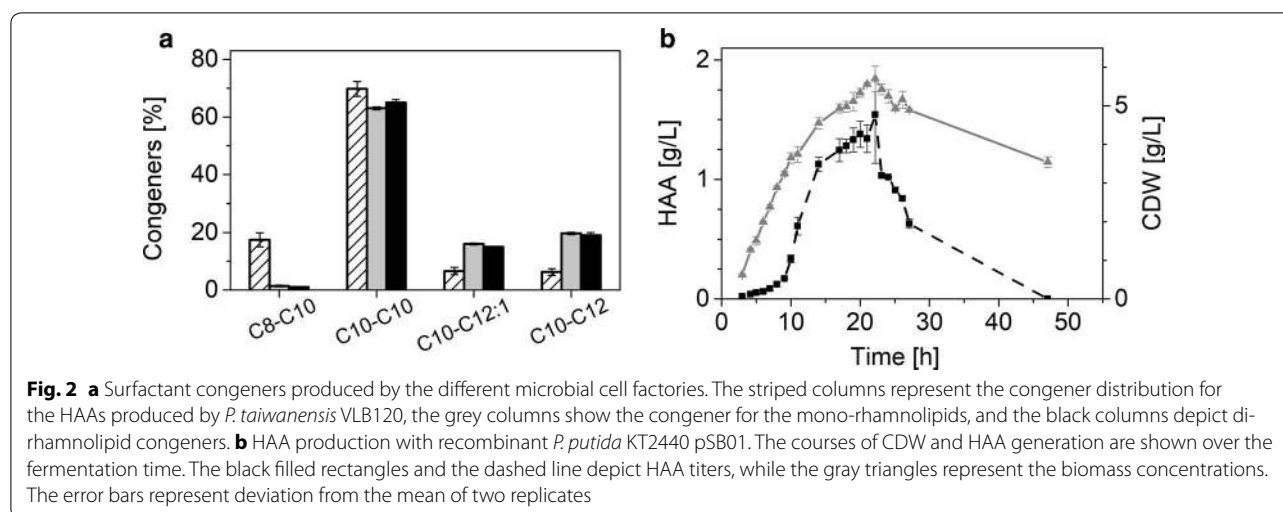 a
b
80
60
40
20
0
Congeners [%]
C8-C10
C10-C10
C10-C12:1
C10-C12
2
1
0
HAA [g/L]
5
0
CDW [g/L]
0 10 20 30 40 50
Time [h]
Fig. 2 a Surfactant congeners produced by the different microbial cell factories. The striped columns represent the congener distribution for
the HAAs produced by P. taiwanensis VLB120, the grey columns show the congener for the mono-rhamnolipids, and the black columns depict di-
rhamnolipid congeners. b HAA production with recombinant P. putida KT2440 pSB01. The courses of CDW and HAA generation are shown over the
fermentation time. The black filled rectangles and the dashed line depict HAA titers, while the gray triangles represent the biomass concentrations.
The error bars represent deviation from the mean of two replicates